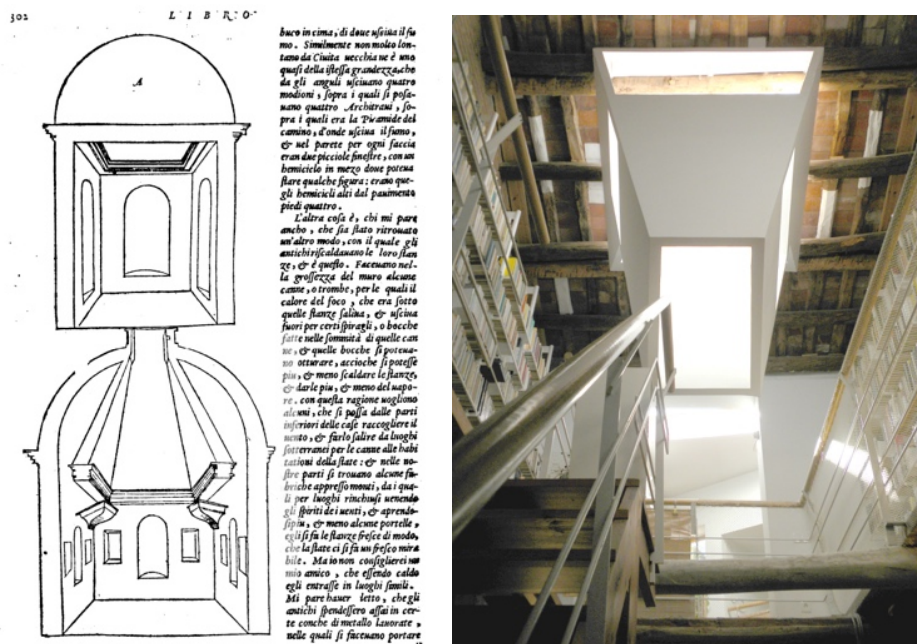 302
LIBRO
A
buco in cima, di doue uſciua il fu
mo. Similmente non molto lon-
tano da Ciuita uecchia ne è uno
quaſi della iſteſſa grandezza, che
da gli anguli uſciuano quattro
modioni, ſopra i quali ſi poſa-
uano quattro Architraui, ſo-
pra i quali era la Piramide del
camino, d'onde uſciua il fumo,
& nel parete per ogni faccia
eran due picciole fineſtre, con un
hemiciclo in mezo doue poteua
ſtare qualche figura: erano que-
gli hemicicli alti dal pauimento
piedi quattro.
L'altra coſa è, chi mi pare
ancho, che ſia ſtato ritrouato
un'altro modo, con il quale gli
antichi riſcaldauano le loro ſtan
ze, & è queſto. Faceuano nel-
la groſſezza del muro alcune
canne, o trombe, per le quali il
calore del foco, che era ſotto
quelle ſtanze ſaliua, & uſciua
fuori per certi ſpiragli, o bocche
fatte nelle ſommità di quelle can
ne, & quelle bocche ſi poteua-
no otturare, accioche ſi poteſſe
piu, & meno ſcaldare le ſtanze,
& darle piu, & meno del uapo-
re. con queſta ragione uogliono
alcuni, che ſi poſſa dalle parti
inferiori delle caſe raccogliere il
uento, & farlo ſalire da luoghi
ſotterranei per le canne alle habi
tationi della ſtate: & nelle no-
ſtre parti ſi trouano alcune fa-
briche appreſſo monti, da i qua-
li per luoghi rinchiuſi uenendo
gli ſpiriti de i uenti, & aprendo-
ſi piu, & meno alcune portelle,
egli ſi fa le ſtanze freſce di modo,
che la ſtate ci ſi fa un freſco mira
bile. Ma io non conſiglierei un
mio amico, che eſſendo caldo
egli entraſſe in luoghi ſimili.
Mi pare hauer letto, che gli
antichi ſpendeſſero aſſai in cer-
te conche di metallo lauorate,
nelle quali ſi faceuano portare